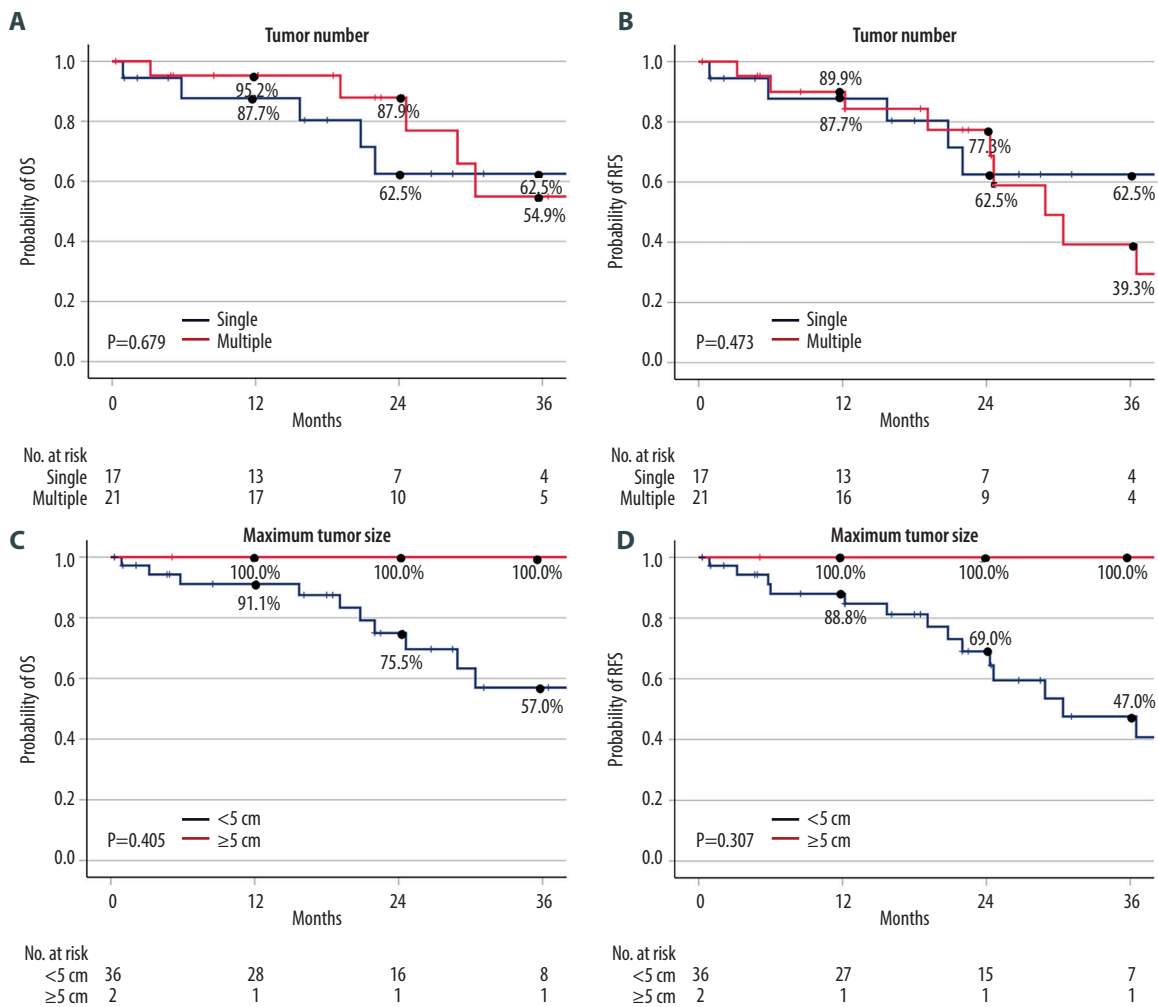 A
Tumor number
1.0
0.8
0.6
0.4
0.2
0.0
Probability of OS
95.2%
87.7%
87.9%
62.5%
62.5%
54.9%
Single
P=0.679
Multiple
0 12 24 36
Months
No. at risk
Single 17 13 7 4
Multiple 21 17 10 5
B
Tumor number
1.0
0.8
0.6
0.4
0.2
0.0
Probability of RFS
89.9%
87.7%
77.3%
62.5%
62.5%
39.3%
Single
P=0.473
Multiple
0 12 24 36
Months
No. at risk
Single 17 13 7 4
Multiple 21 16 9 4
C
Maximum tumor size
1.0
0.8
0.6
0.4
0.2
0.0
Probability of OS
100.0% 100.0% 100.0%
91.1%
75.5%
57.0%
<5 cm
P=0.405
≥5 cm
0 12 24 36
Months
No. at risk
<5 cm 36 28 16 8
≥5 cm 2 1 1 1
D
Maximum tumor size
1.0
0.8
0.6
0.4
0.2
0.0
Probability of RFS
100.0% 100.0% 100.0%
88.8%
69.0%
47.0%
<5 cm
P=0.307
≥5 cm
0 12 24 36
Months
No. at risk
<5 cm 36 27 15 7
≥5 cm 2 1 1 1